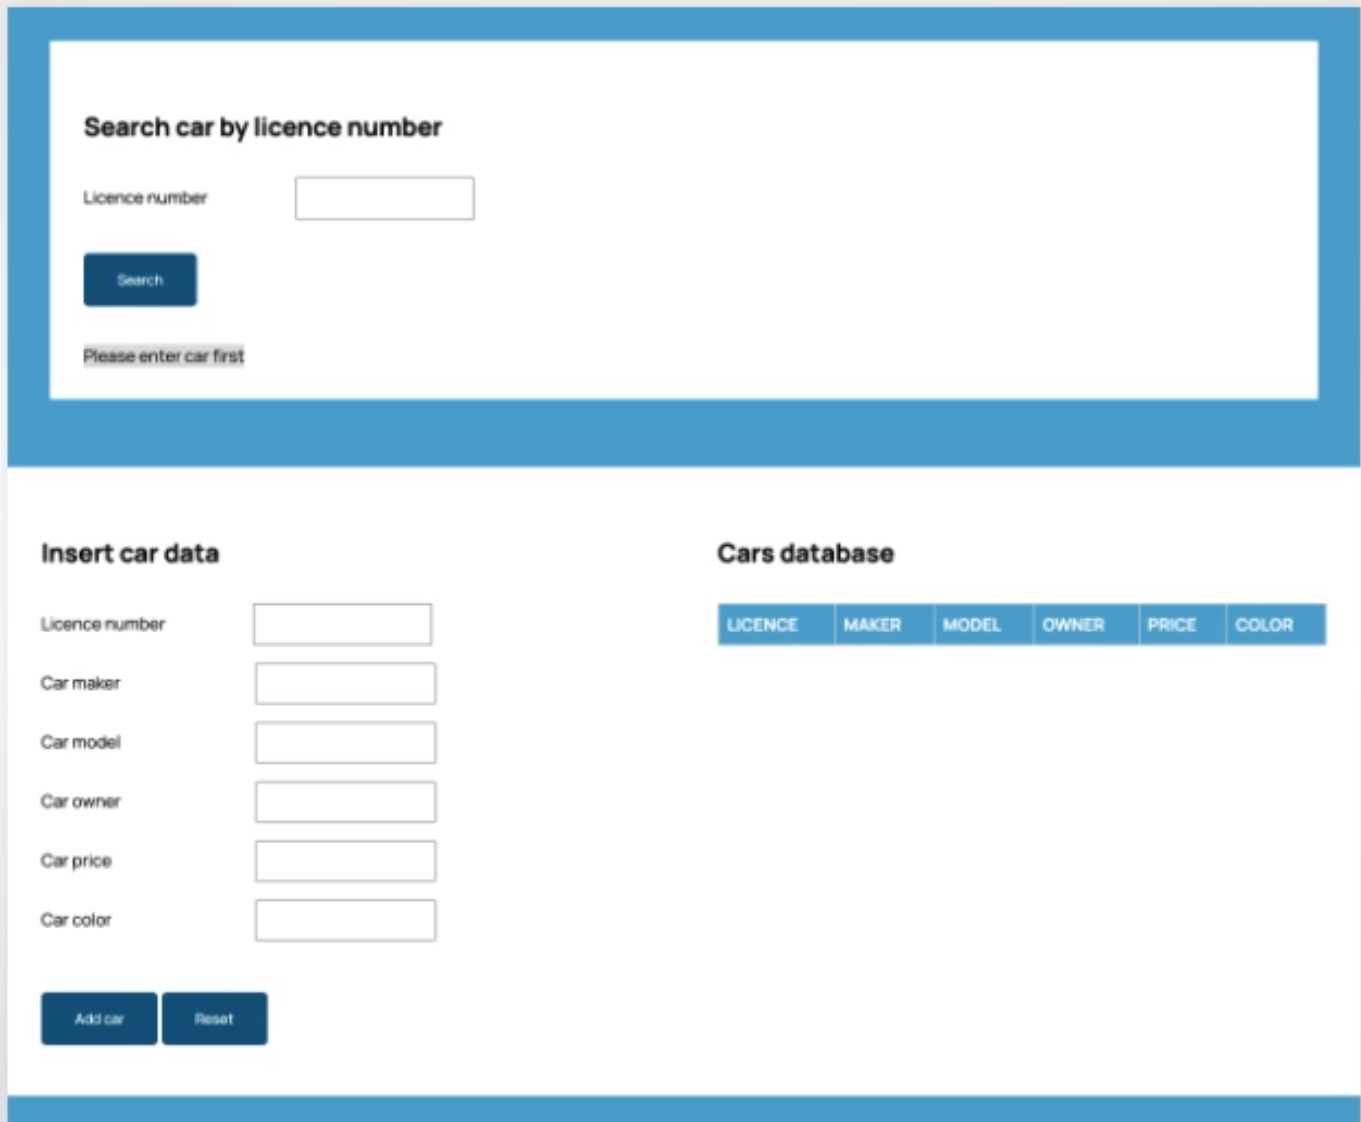 Search car by licence number
Licence number
Search
Please enter car first
Insert car data
Licence number
Car maker
Car model
Car owner
Car price
Car color
Add car Reset
Cars database
LICENCE MAKER MODEL OWNER PRICE COLOR